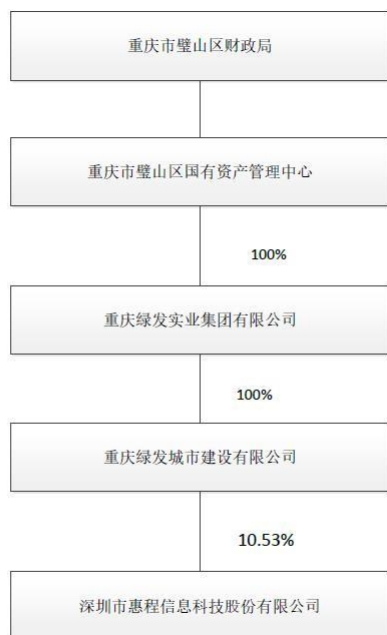 重庆市璧山区财政局
重庆市璧山区国有资产管理中心
100%
重庆绿发实业集团有限公司
100%
重庆绿发城市建设有限公司
10.53%
深圳市惠程信息科技股份有限公司